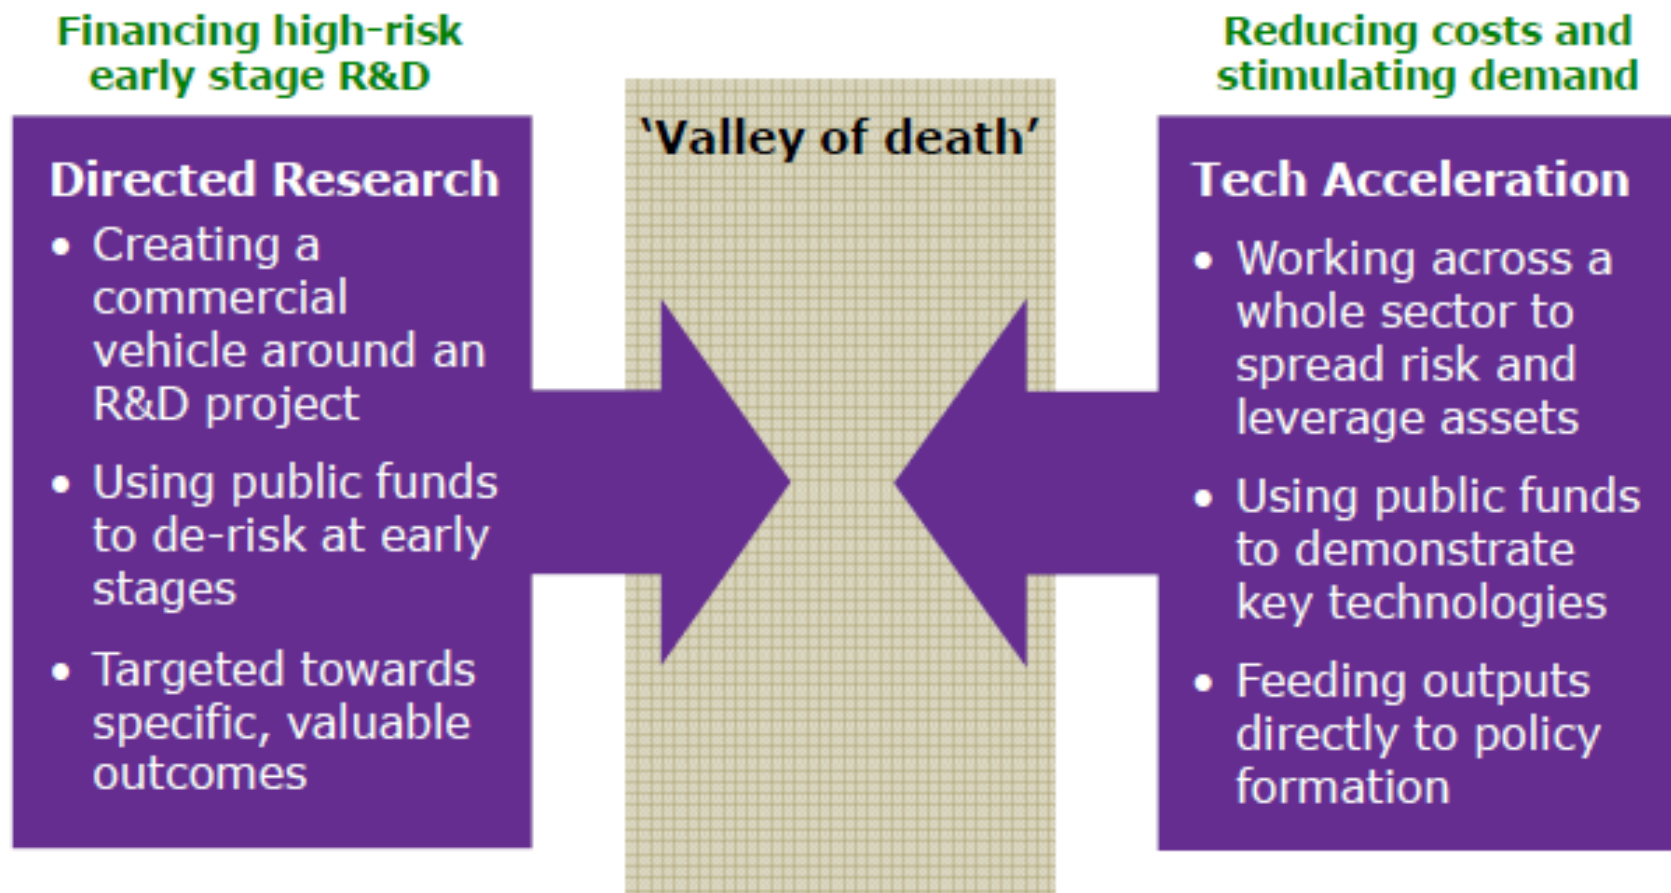 Financing high-risk
early stage R&D
Directed Research
• Creating a
commercial
vehicle around an
R&D project
• Using public funds
to de-risk at early
stages
• Targeted towards
specific, valuable
outcomes
‘Valley of death’
Reducing costs and
stimulating demand
Tech Acceleration
• Working across a
whole sector to
spread risk and
leverage assets
• Using public funds
to demonstrate
key technologies
• Feeding outputs
directly to policy
formation